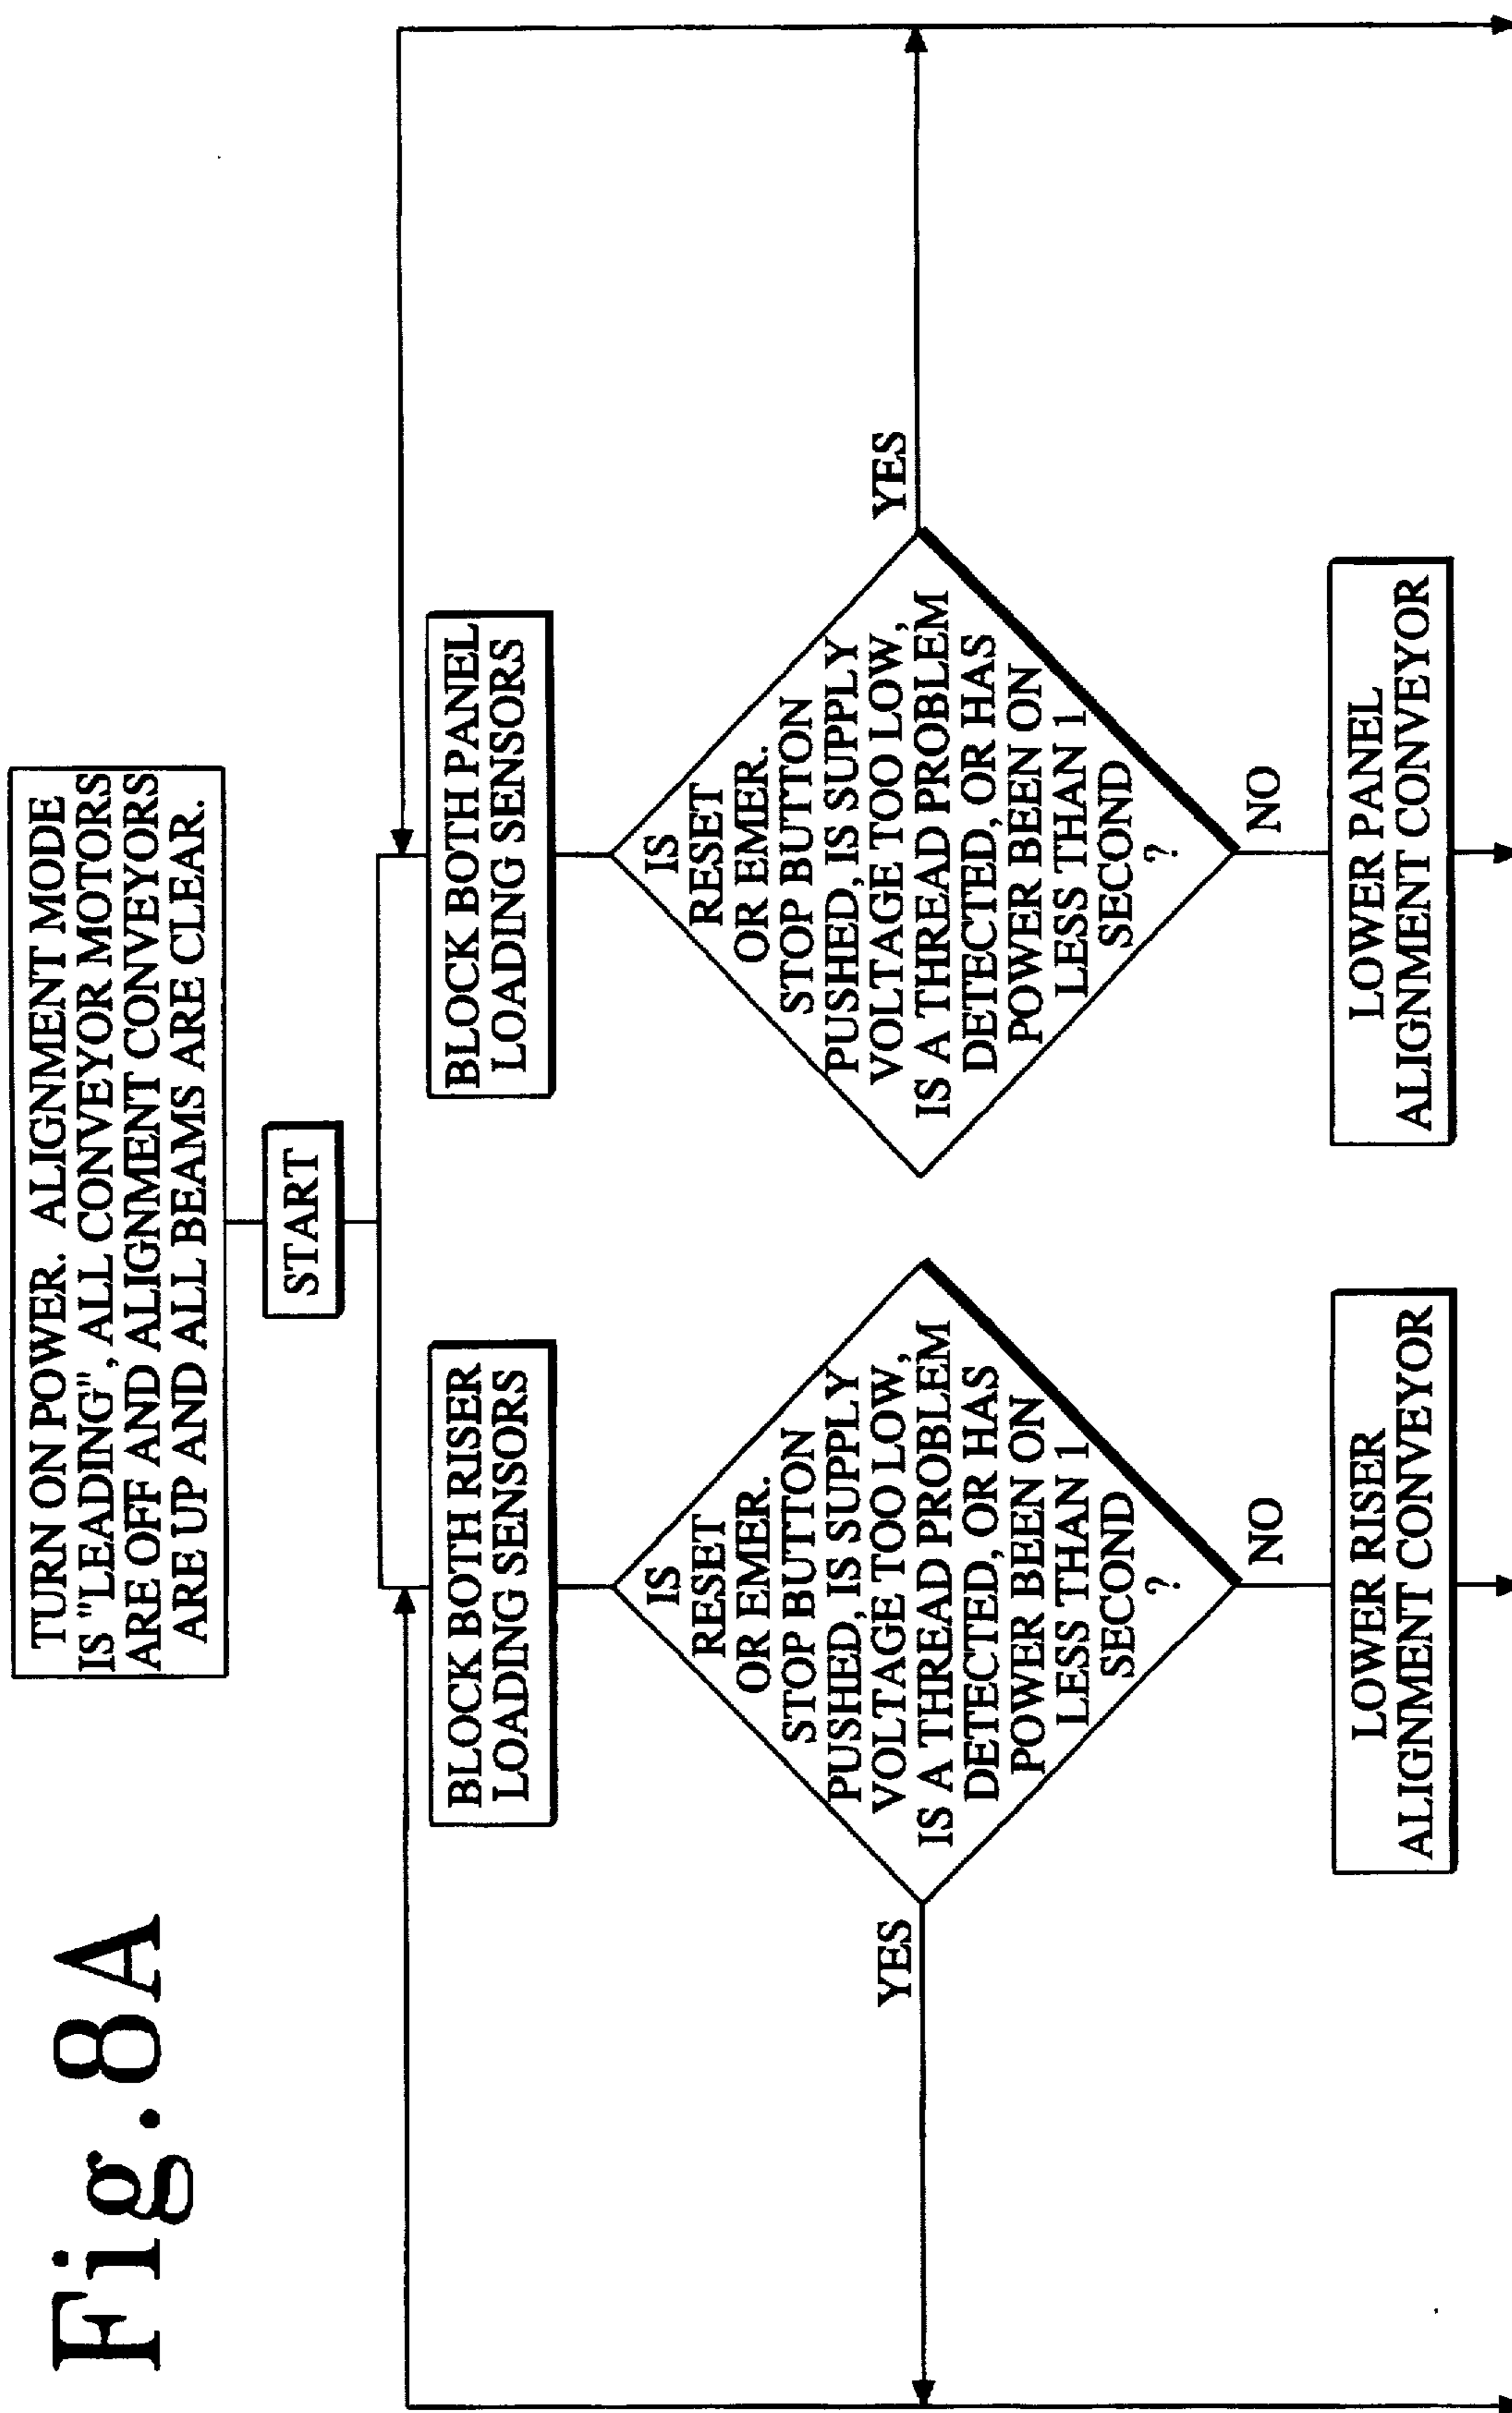 Fig.8A
TURN ON POWER. ALIGNMENT MODE
IS "LEADING", ALL CONVEYOR MOTORS
ARE OFF AND ALIGNMENT CONVEYORS
ARE UP AND ALL BEAMS ARE CLEAR.
START
BLOCK BOTH RISER
LOADING SENSORS
IS
RESET
OR EMER.
STOP BUTTON
PUSHED, IS SUPPLY
VOLTAGE TOO LOW,
IS A THREAD PROBLEM
DETECTED, OR HAS
POWER BEEN ON
LESS THAN 1
SECOND
?
YES
NO
LOWER RISER
ALIGNMENT CONVEYOR
BLOCK BOTH PANEL
LOADING SENSORS
IS
RESET
OR EMER.
STOP BUTTON
PUSHED, IS SUPPLY
VOLTAGE TOO LOW,
IS A THREAD PROBLEM
DETECTED, OR HAS
POWER BEEN ON
LESS THAN 1
SECOND
?
YES
NO
LOWER PANEL
ALIGNMENT CONVEYOR